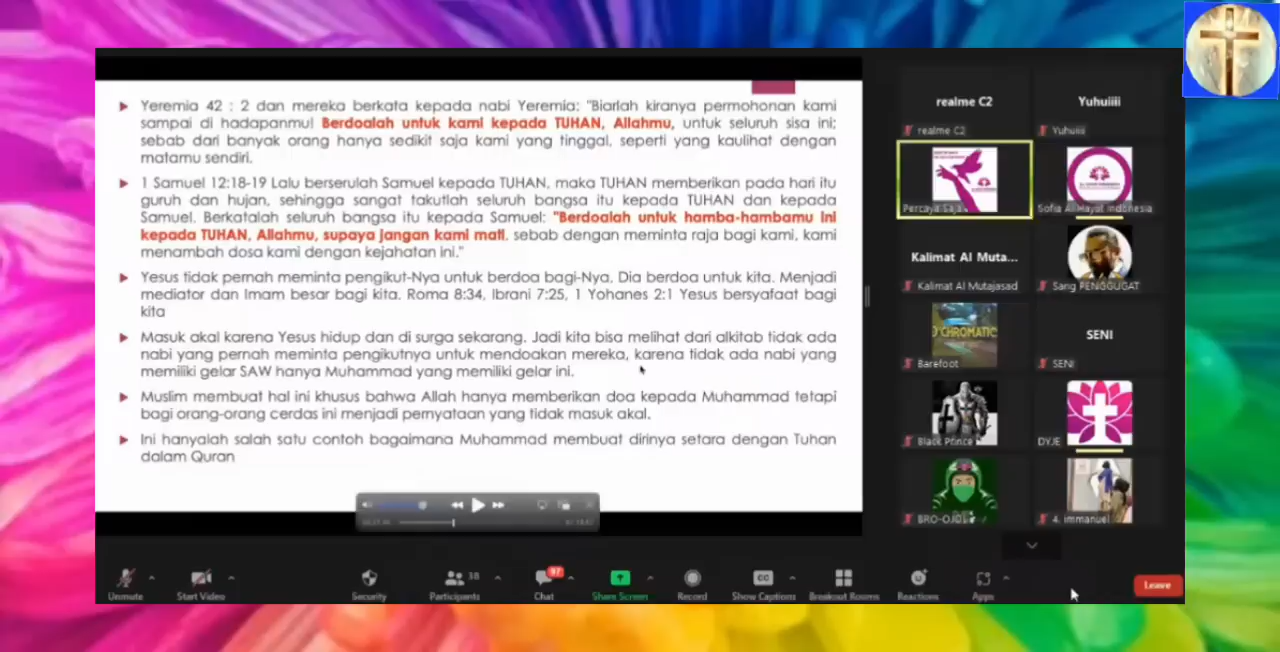 Yeremia 42 : 2 dan mereka berkata kepada nabi Yeremia: "Biarlah kiranya permohonan kami
sampai di hadapanmu! Berdoalah untuk kami kepada TUHAN, Allahmu, untuk seluruh sisa ini;
sebab dari banyak orang hanya sedikit saja kami yang tinggal, seperti yang kaulihat dengan
matamu sendiri.
1 Samuel 12:18-19 Lalu berserulah Samuel kepada TUHAN, maka TUHAN memberikan pada hari itu
guruh dan hujan, sehingga sangat takutlah seluruh bangsa itu kepada TUHAN dan kepada
Samuel. Berkatalah seluruh bangsa itu kepada Samuel: "Berdoalah untuk hamba-hambamu ini
kepada TUHAN, Allahmu, supaya jangan kami mati, sebab dengan meminta raja bagi kami, kami
menambah dosa kami dengan kejahatan ini."
Yesus tidak pernah meminta pengikut-Nya untuk berdoa bagi-Nya. Dia berdoa untuk kita. Menjadi
mediator dan Imam besar bagi kita. Roma 8:34, Ibrani 7:25, 1 Yohanes 2:1 Yesus bersyafaat bagi
kita
Masuk akal karena Yesus hidup dan di surga sekarang. Jadi kita bisa melihat dari alkitab tidak ada
nabi yang pernah meminta pengikutnya untuk mendoakan mereka, karena tidak ada nabi yang
memiliki gelar SAW hanya Muhammad yang memiliki gelar ini.
Muslim membuat hal ini khusus bahwa Allah hanya memberikan doa kepada Muhammad tetapi
bagi orang-orang cerdas ini menjadi pernyataan yang tidak masuk akal.
Ini hanyalah salah satu contoh bagaimana Muhammad membuat dirinya setara dengan Tuhan
dalam Quran
realme C2
realme C2
Yuhuiiii
Yuhuiiii
Percaya Saja
Sofia Al Hayat Indonesia
Kalimat Al Muta...
Kalimat Al Mutajasad
Sang PENGGUGAT
O'CHROMATIC
Barefoot
SENI
SENI
Black Prince
DYJE
BRO-OJOL
4. immanuel
Unmute
Start Video
Security
Participants
38
Chat
97
Share Screen
Record
Show Captions
Breakout Rooms
Reactions
Apps
Leave